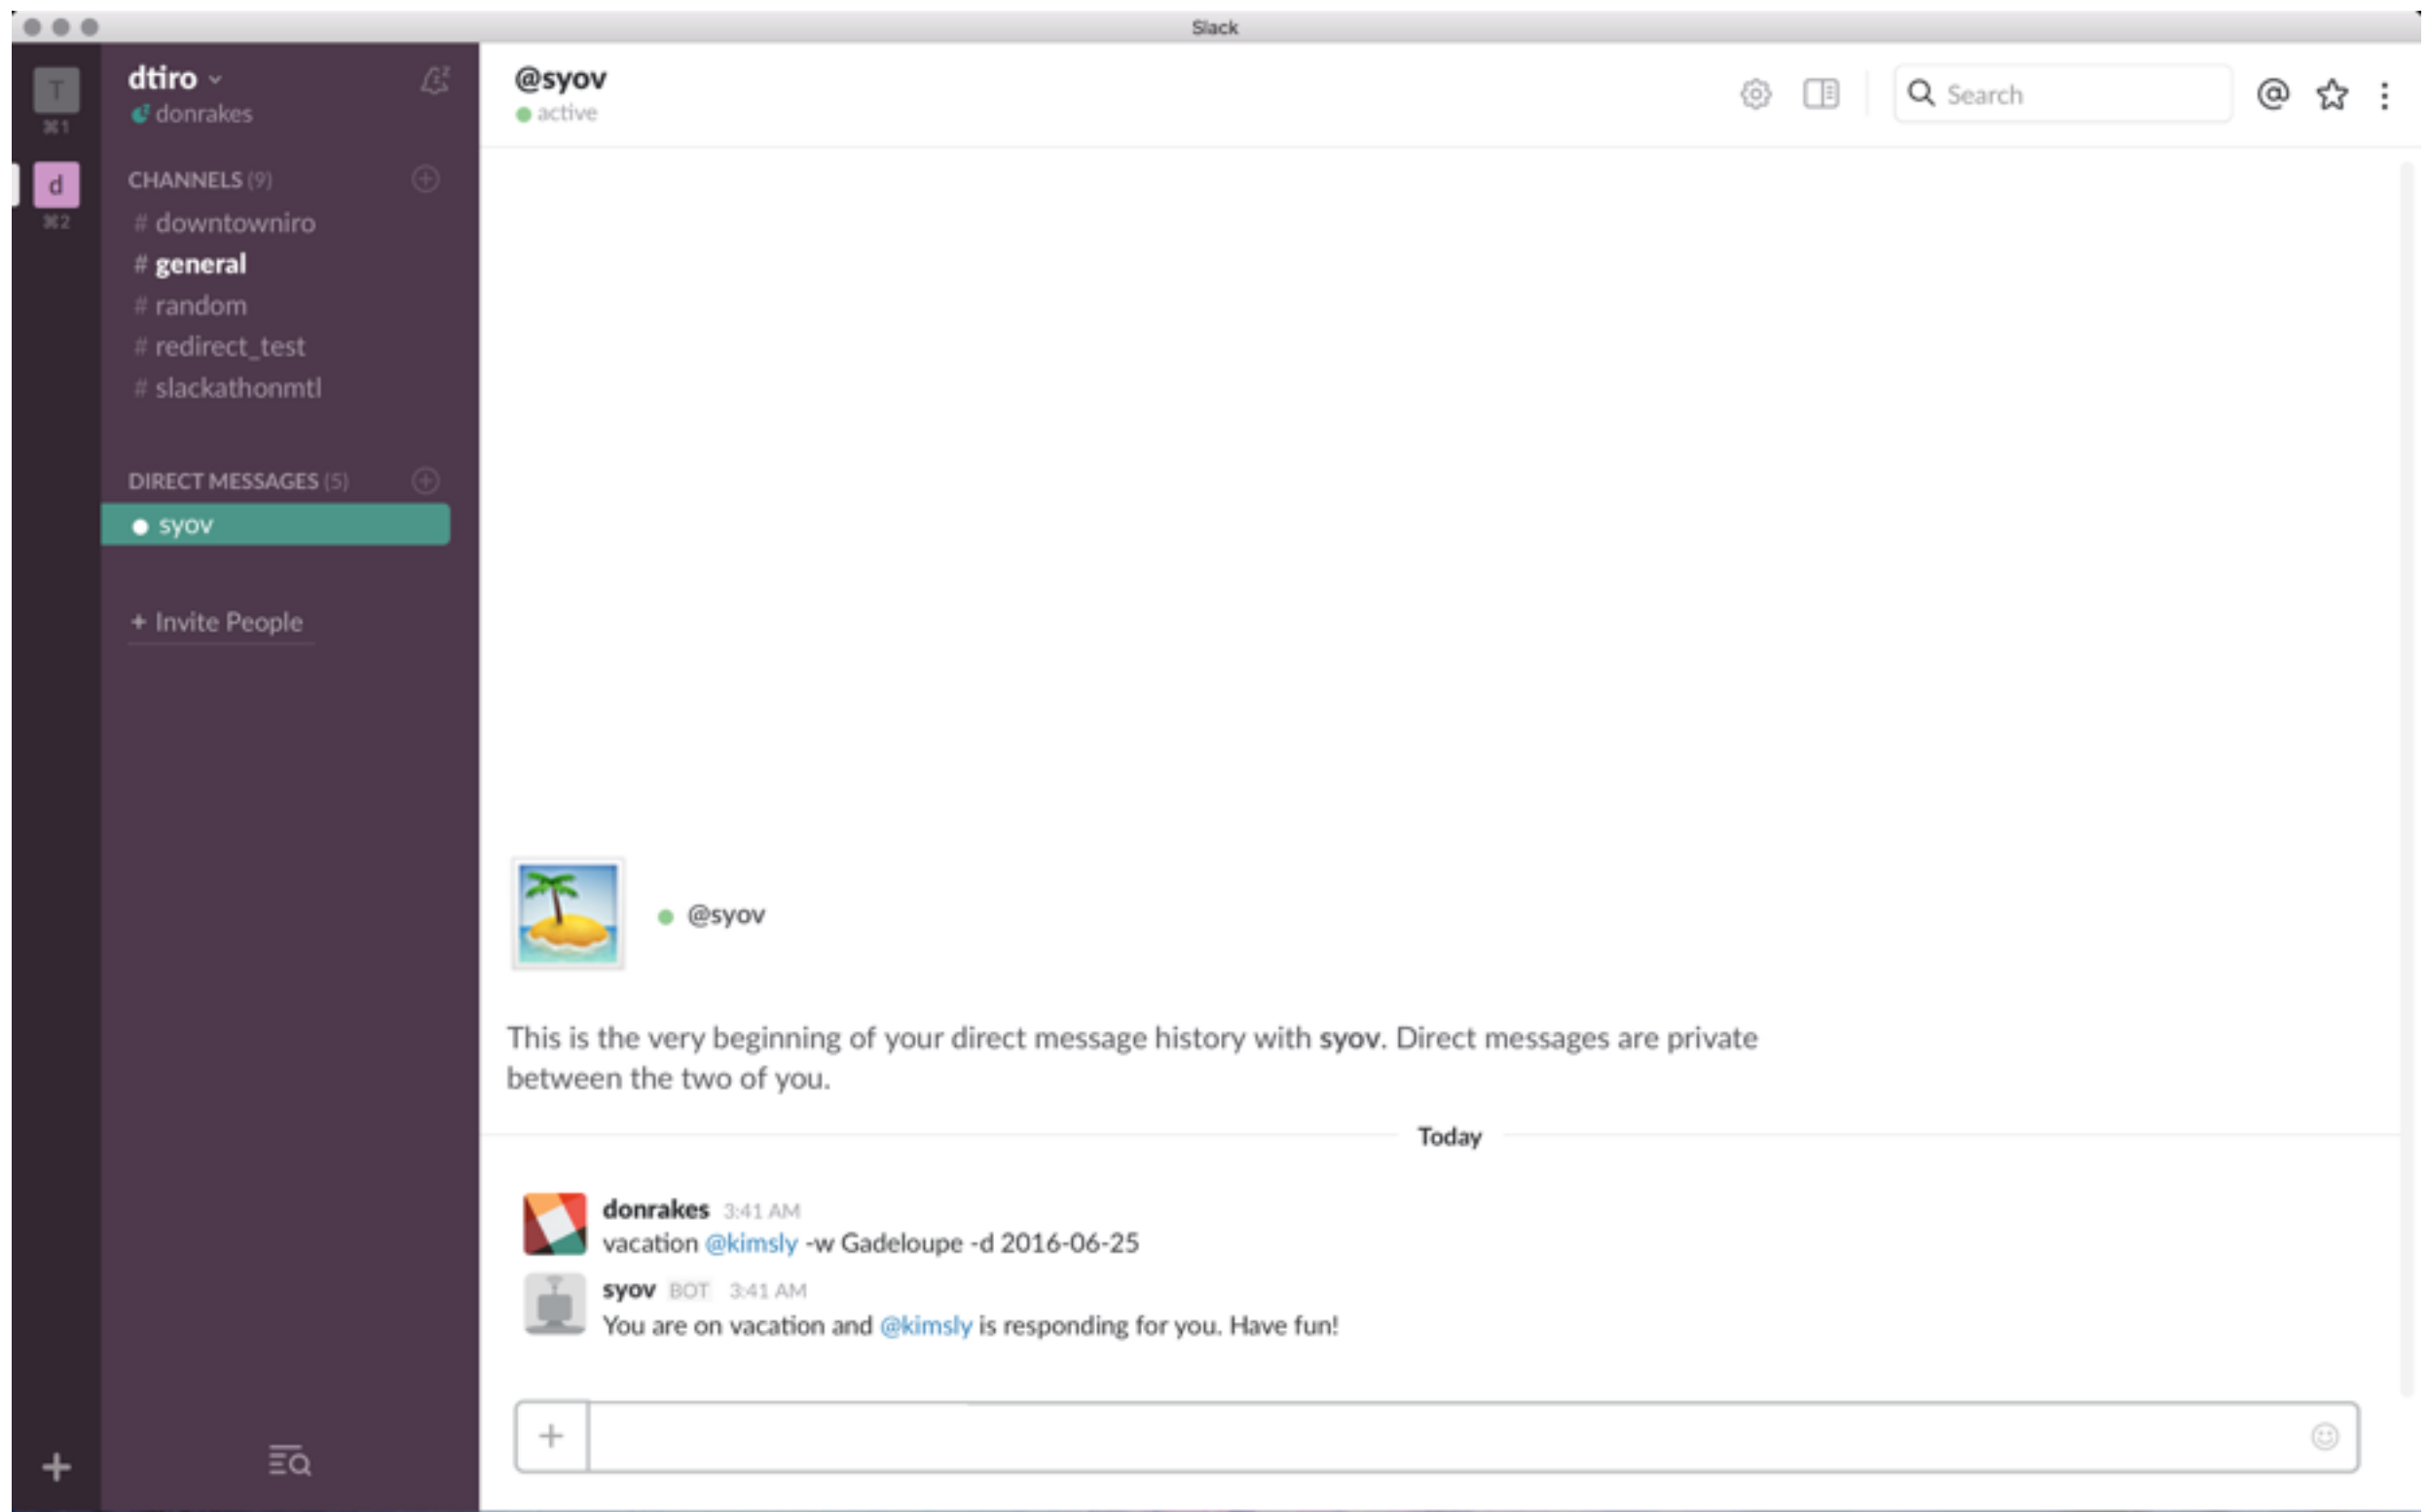 Slack
T
⌘1
d
⌘2
dtiro
donrakes
CHANNELS (9)
# downtowniro
# general
# random
# redirect_test
# slackathonmtl
DIRECT MESSAGES (5)
syov
+ Invite People
@syov
active
Search
@syov
This is the very beginning of your direct message history with syov. Direct messages are private
between the two of you.
Today
donrakes 3:41 AM
vacation @kimsly -w Gadeloupe -d 2016-06-25
syov BOT 3:41 AM
You are on vacation and @kimsly is responding for you. Have fun!